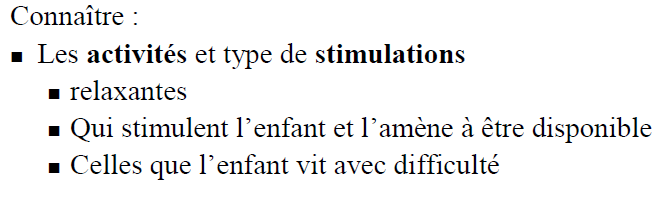 Connaître :
■ Les activités et type de stimulations
■ relaxantes
■ Qui stimulent l’enfant et l’amène à être disponible
■ Celles que l’enfant vit avec difficulté